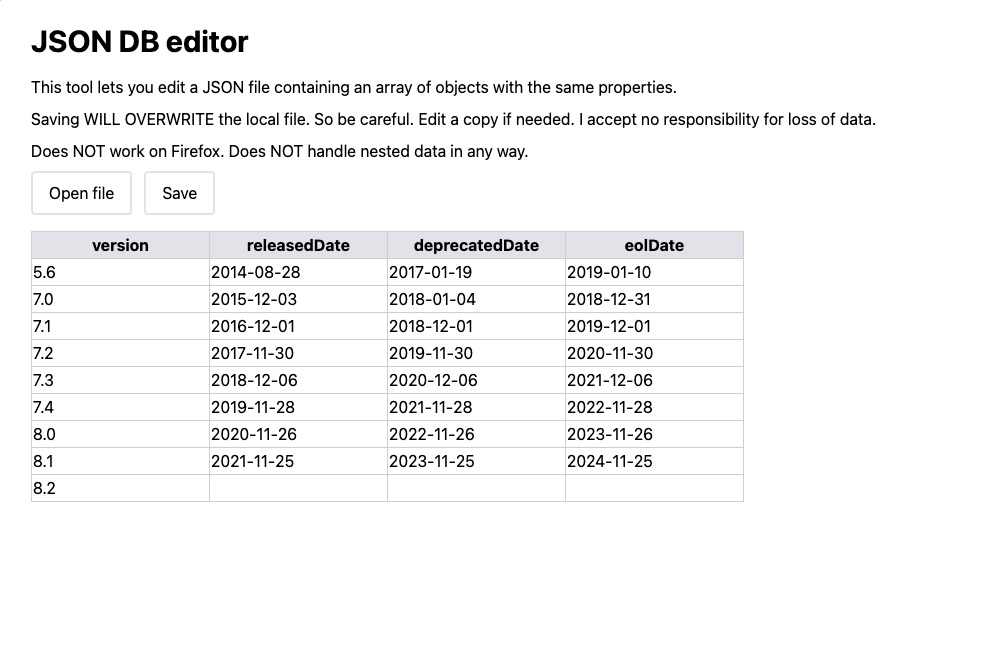 JSON DB editor
This tool lets you edit a JSON file containing an array of objects with the same properties.
Saving WILL OVERWRITE the local file. So be careful. Edit a copy if needed. I accept no responsibility for loss of data.
Does NOT work on Firefox. Does NOT handle nested data in any way.
Open file Save
version releasedDate deprecatedDate eolDate
5.6 2014-08-28 2017-01-19 2019-01-10
7.0 2015-12-03 2018-01-04 2018-12-31
7.1 2016-12-01 2018-12-01 2019-12-01
7.2 2017-11-30 2019-11-30 2020-11-30
7.3 2018-12-06 2020-12-06 2021-12-06
7.4 2019-11-28 2021-11-28 2022-11-28
8.0 2020-11-26 2022-11-26 2023-11-26
8.1 2021-11-25 2023-11-25 2024-11-25
8.2